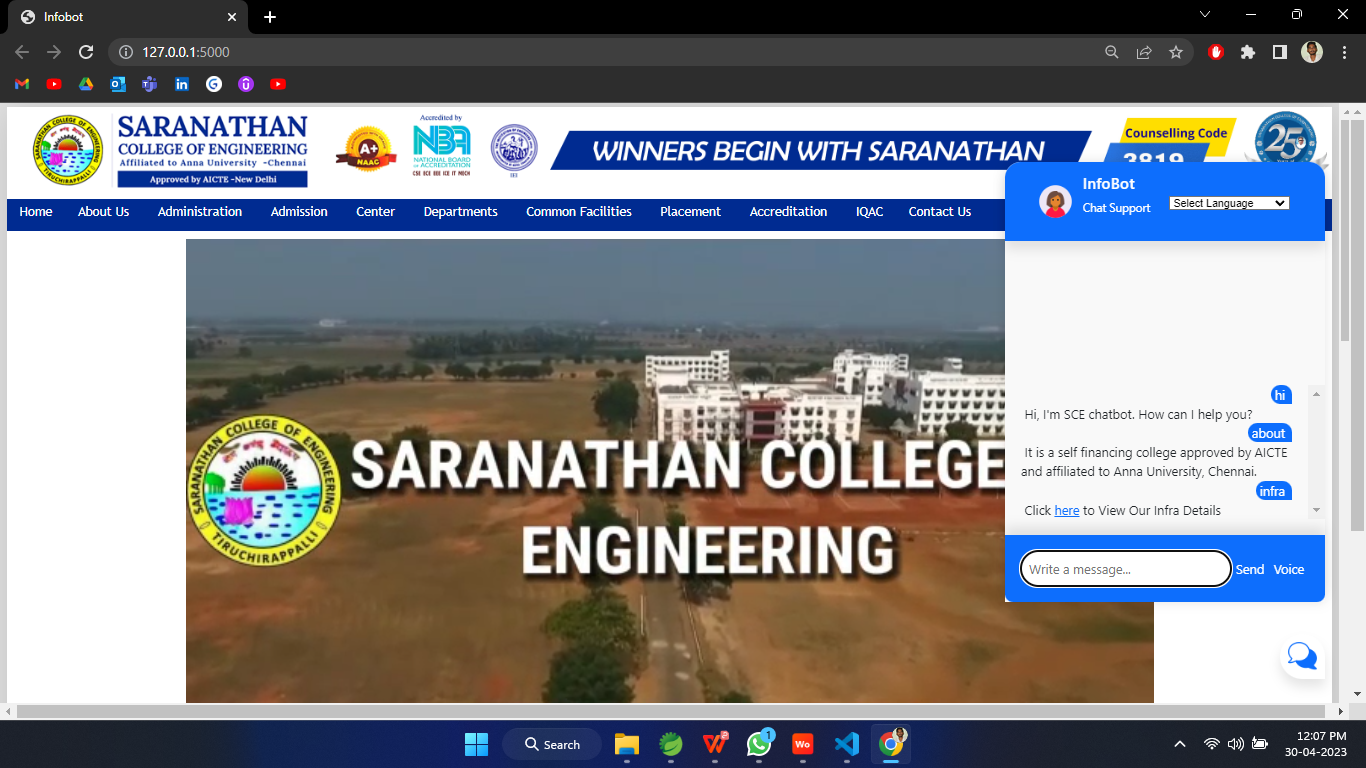 Infobot
127.0.0.1:5000
SARANATHAN
COLLEGE OF ENGINEERING
Affiliated to Anna University -Chennai
Approved by AICTE -New Delhi
A+
NAAC
Accredited by
NBA
NATIONAL BOARD
OF ACCREDITATION
CSE ECE EEE ICE IT MECH
IEI
WINNERS BEGIN WITH SARANATHAN
Counselling Code
3819
25
Home About Us Administration Admission Center Departments Common Facilities Placement Accreditation IQAC Contact Us
SARANATHAN COLLEGE
ENGINEERING
SARANATHAN COLLEGE OF ENGINEERING
TIRUCHIRAPPALLI
InfoBot
Chat Support
Select Language
hi
Hi, I'm SCE chatbot. How can I help you?
about
It is a self financing college approved by AICTE
and affiliated to Anna University, Chennai.
infra
Click here to View Our Infra Details
Write a message...
Send Voice
Search
2
1
Wo
12:07 PM
30-04-2023